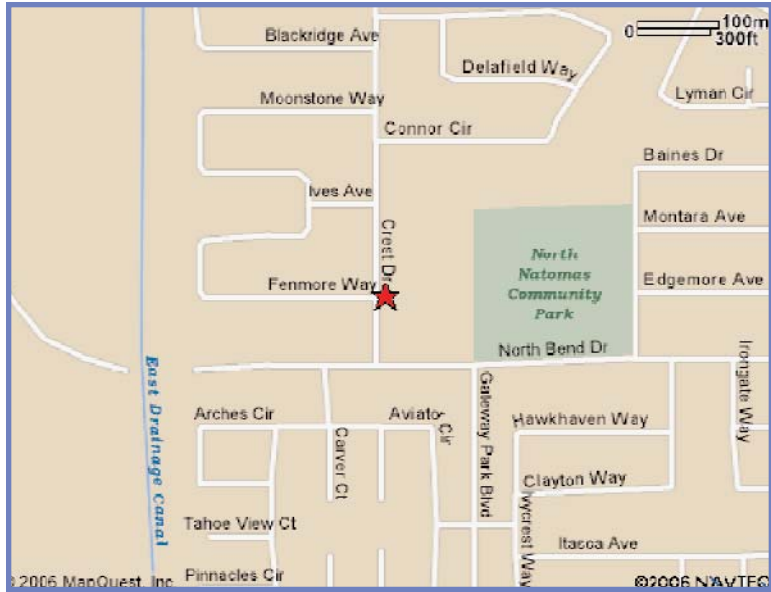 Blackridge Ave
0
100m
300ft
Delafield Way
Moonstone Way
Lyman Cir
Connor Cir
Baines Dr
Ives Ave
Crest Dr
Montara Ave
North
Natomas
Community
Park
Fenmore Way
Edgemore Ave
North Bend Dr
Irongate Way
East Drainage Canal
Gateway Park Blvd
Arches Cir
Aviator Cir
Hawkhaven Way
Carver Ct
Clayton Way
Ivycrest Way
Tahoe View Ct
Itasca Ave
Pinnacles Cir
©2006 MapQuest, Inc
©2006 NAVTEQ